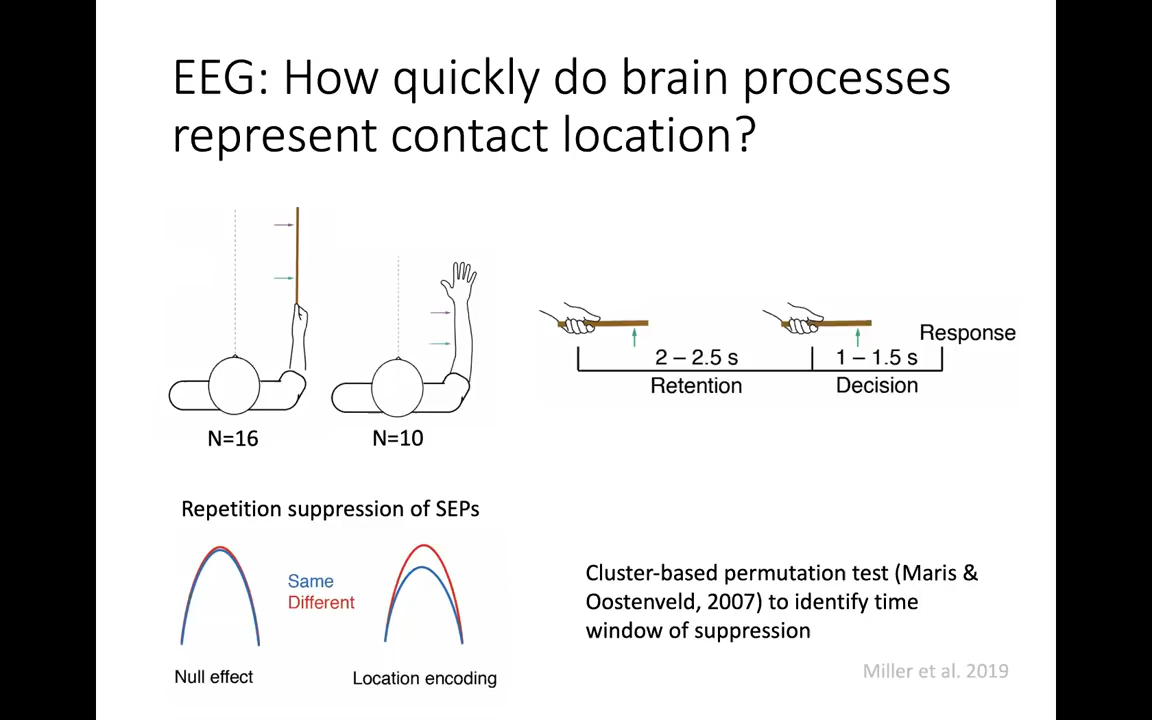 EEG: How quickly do brain processes
represent contact location?
N=16
N=10
2 – 2.5 s
Retention
1 – 1.5 s
Decision
Response
Repetition suppression of SEPs
Same
Different
Null effect
Location encoding
Cluster-based permutation test (Maris &
Oostenveld, 2007) to identify time
window of suppression
Miller et al. 2019